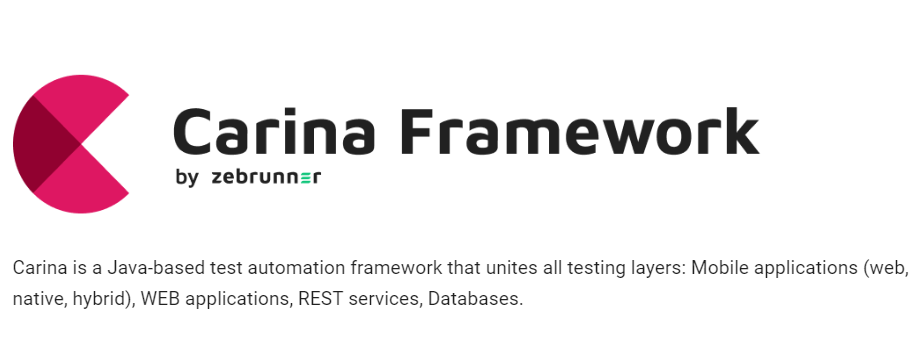 Carina Framework
by zebrunner
Carina is a Java-based test automation framework that unites all testing layers: Mobile applications (web,
native, hybrid), WEB applications, REST services, Databases.